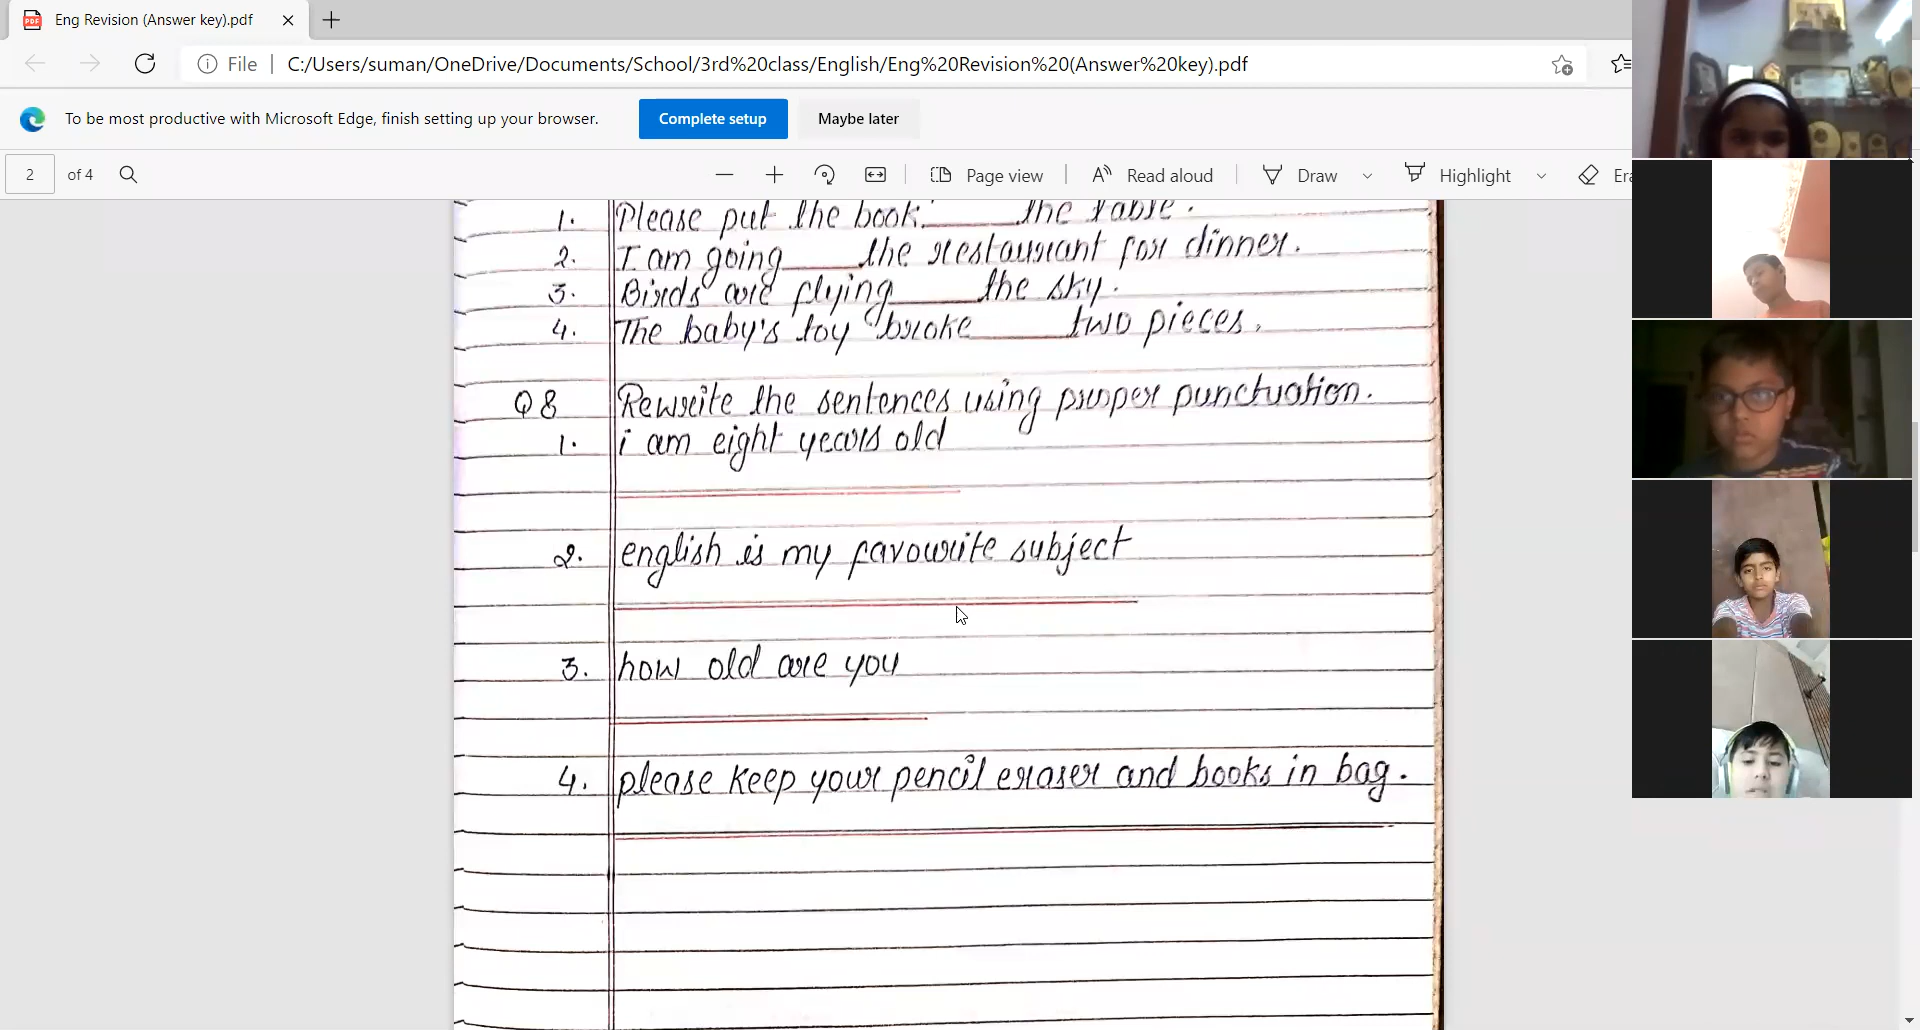 Eng Revision (Answer key).pdf
File C:/Users/suman/OneDrive/Documents/School/3rd%20class/English/Eng%20Revision%20(Answer%20key).pdf
To be most productive with Microsoft Edge, finish setting up your browser. Complete setup Maybe later
2 of 4 Page view Read aloud Draw Highlight Era
1. Please put the book ____ the table.
2. I am going ____ the restaurant for dinner.
3. Birds are flying ____ the sky.
4. The baby's toy broke ____ two pieces.
Q8 Rewrite the sentences using proper punctuation.
1. i am eight years old
2. english is my favourite subject
3. how old are you
4. please keep your pencil eraser and books in bag.